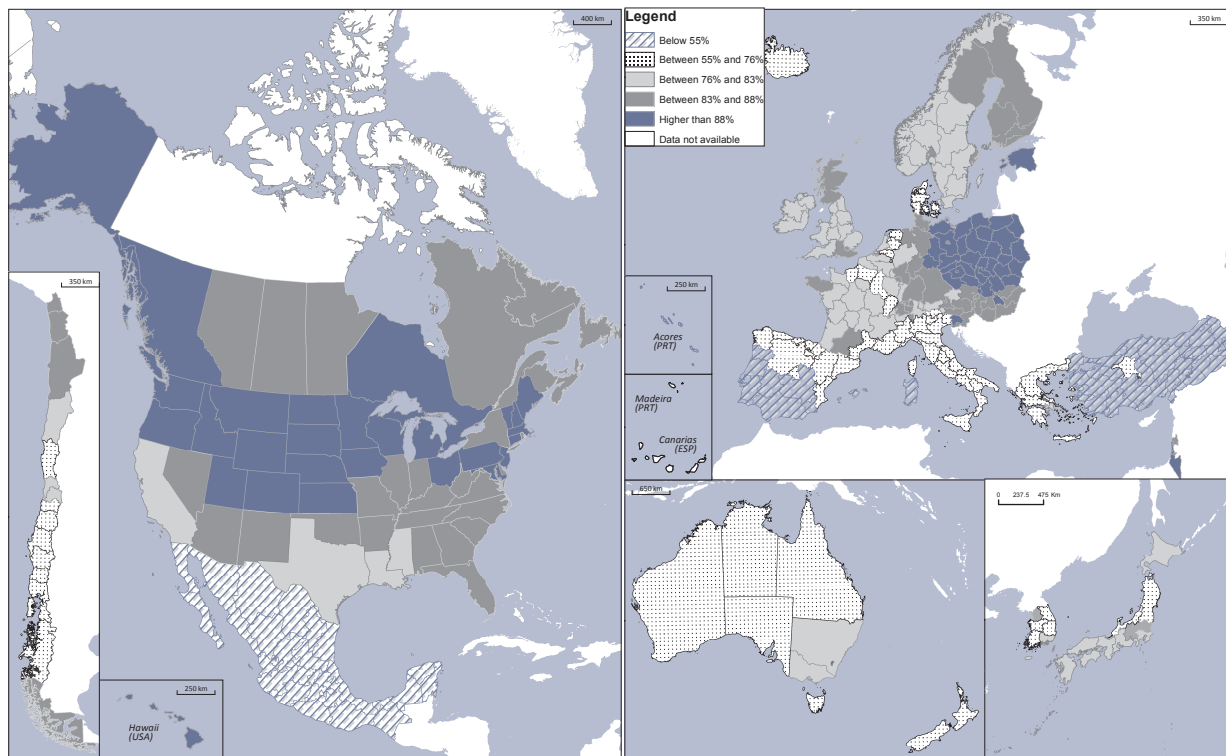 400 km
Legend
Below 55%
Between 55% and 76%
Between 76% and 83%
Between 83% and 88%
Higher than 88%
Data not available
350 km
350 km
250 km
Acores
(PRT)
Madeira
(PRT)
Canarias
(ESP)
650 km
0 237.5 475 Km
250 km
Hawaii
(USA)